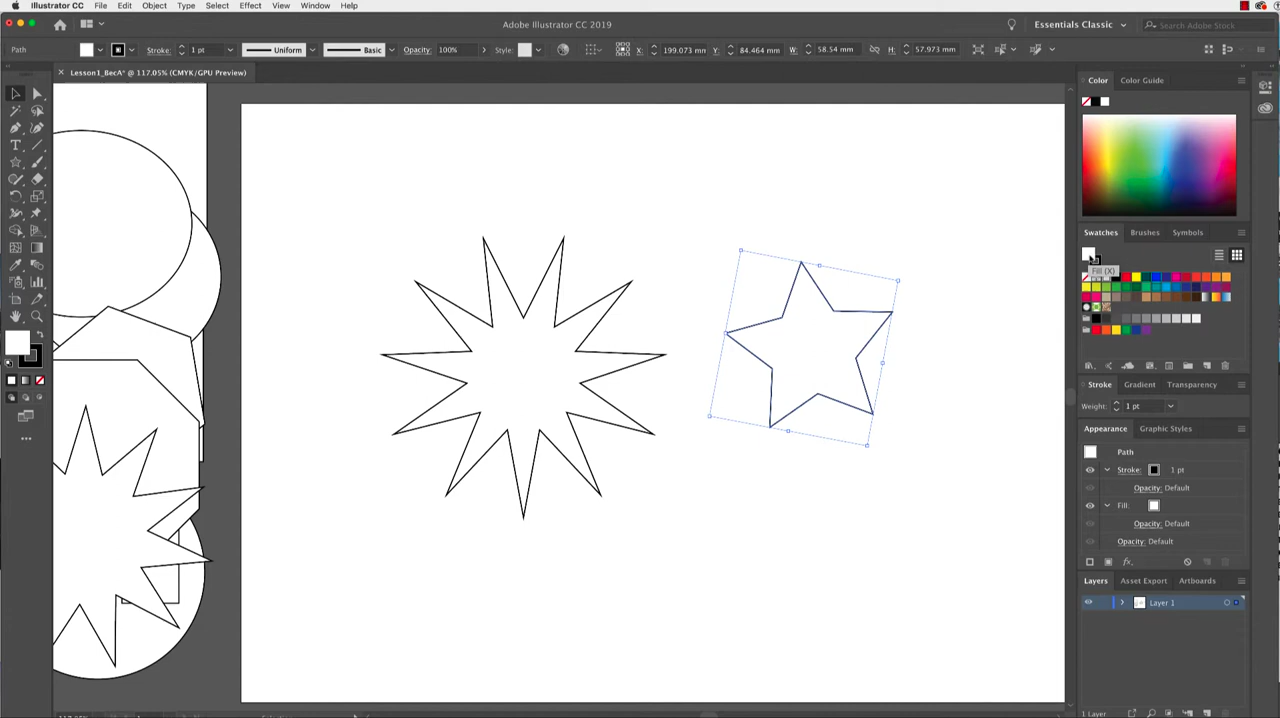 Illustrator CC File Edit Object Type Select Effect View Window Help
Adobe Illustrator CC 2019
Essentials Classic
Search Adobe Stock
Path Stroke: 1 pt Uniform Basic Opacity: 100% Style: X: 199.073 mm Y: 84.464 mm W: 58.54 mm H: 57.973 mm
× Lesson1_BecA* @ 117.05% (CMYK/GPU Preview)
Color Color Guide
Swatches Brushes Symbols
Fill (X)
Stroke Gradient Transparency
Weight: 1 pt
Appearance Graphic Styles
Path
Stroke: 1 pt
Opacity: Default
Fill:
Opacity: Default
Opacity: Default
Layers Asset Export Artboards
Layer 1
1 Layer